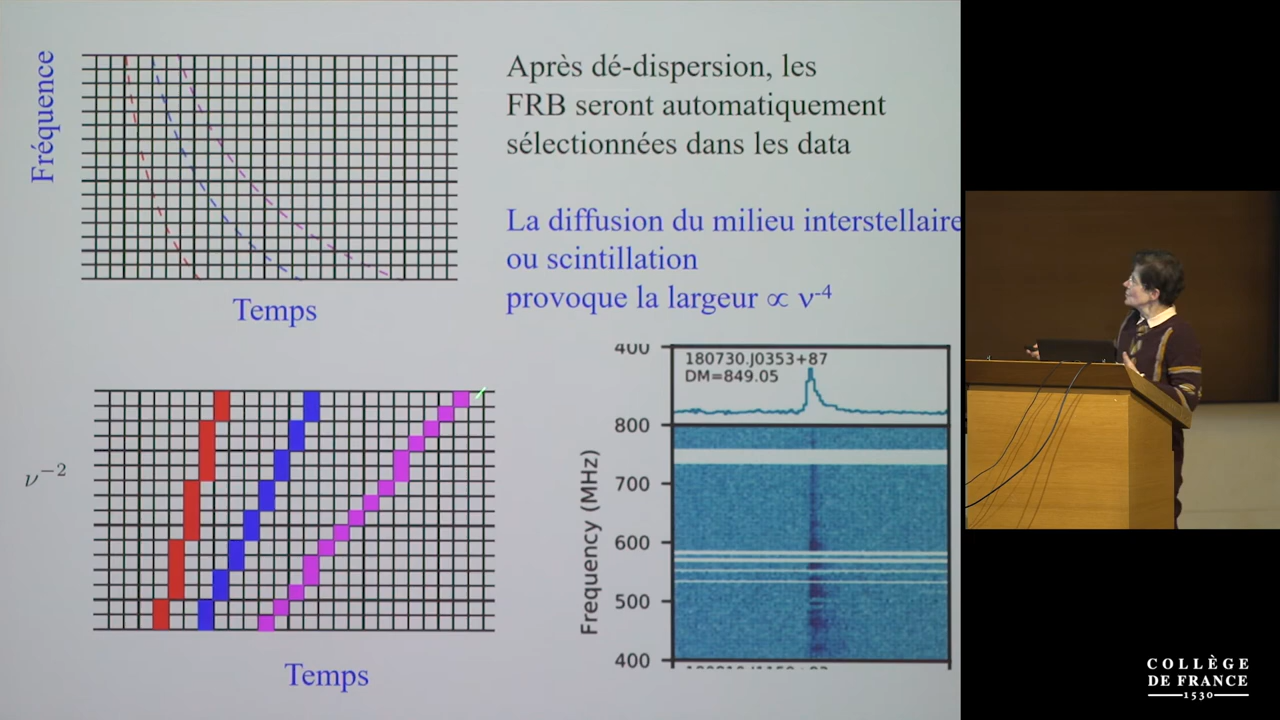 Fréquence
Temps
Après dé-dispersion, les
FRB seront automatiquement
sélectionnées dans les data
La diffusion du milieu interstellaire
ou scintillation
provoque la largeur ∝ ν⁻⁴
ν⁻²
Temps
400
180730.J0353+87
DM=849.05
800
700
600
500
400
Frequency (MHz)
COLLÈGE
DE FRANCE
1530